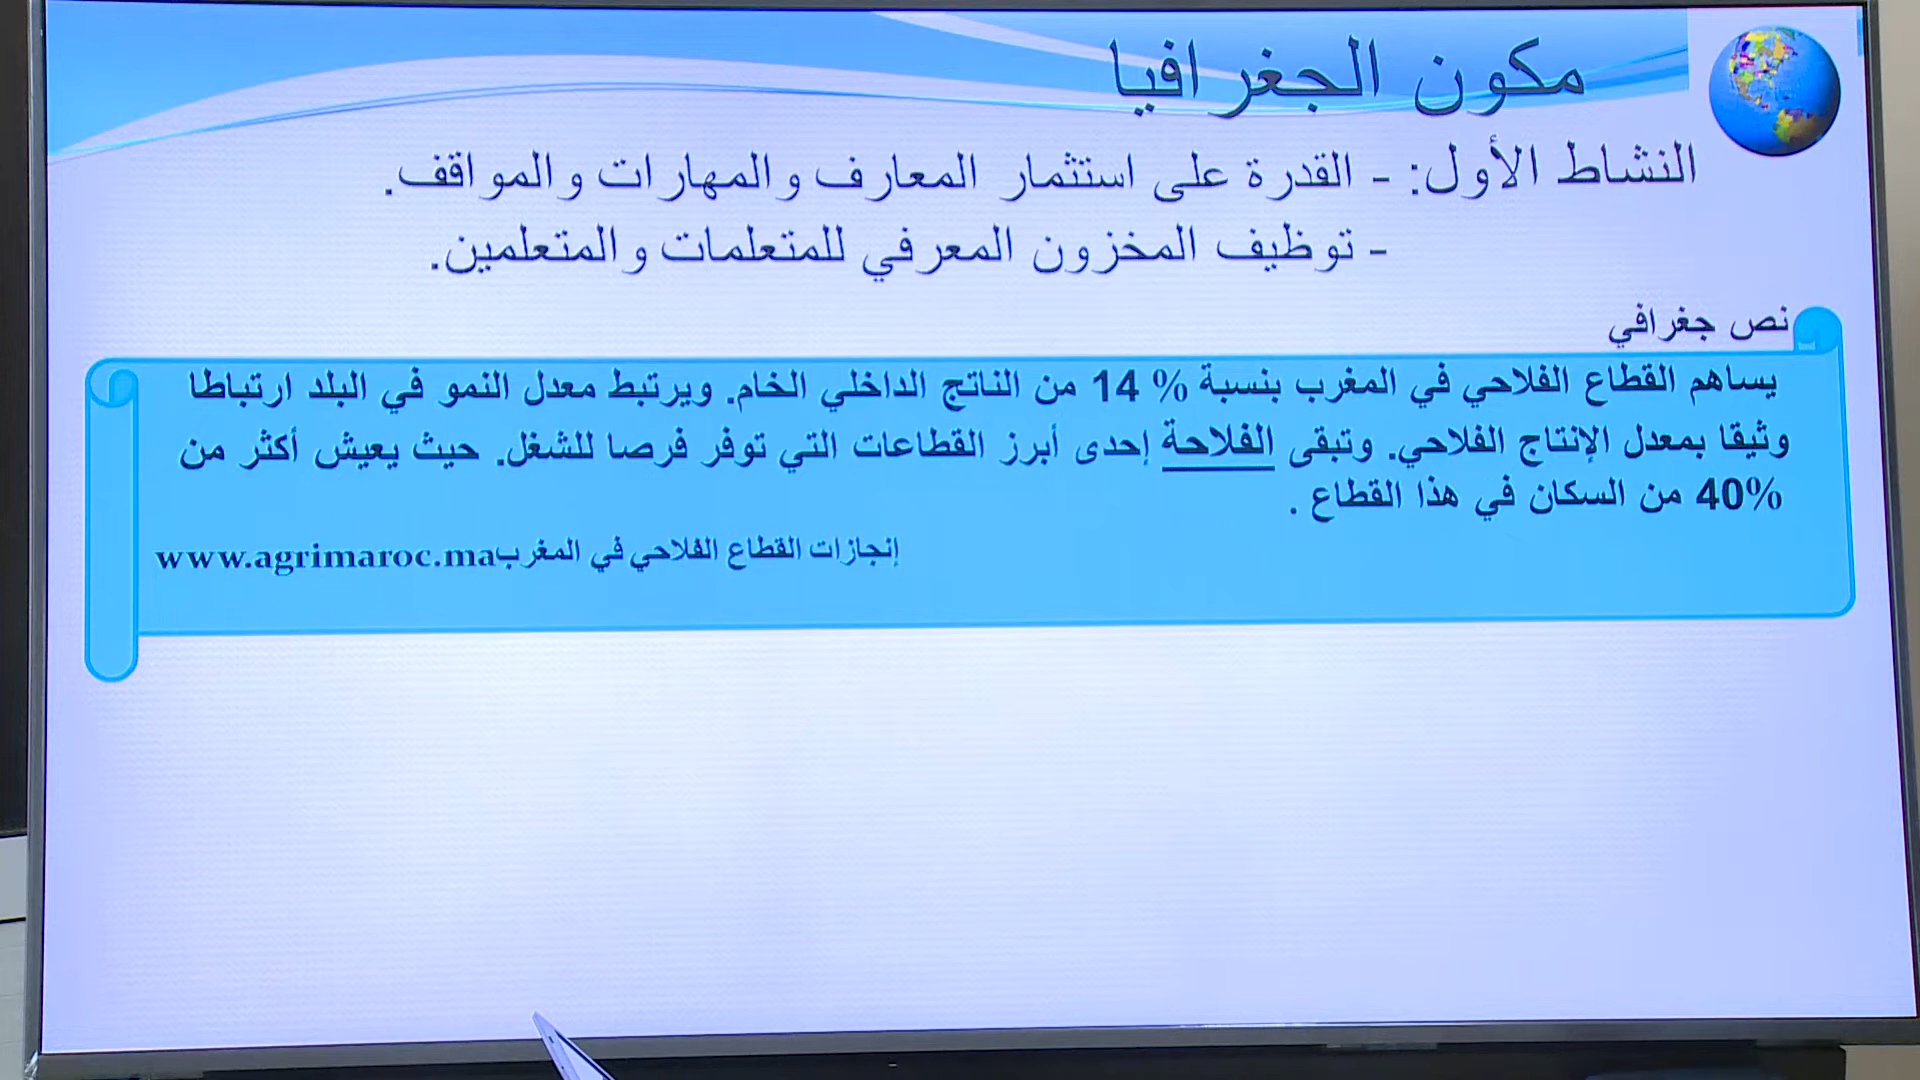 مكون الجغرافيا
النشاط الأول: - القدرة على استثمار المعارف والمهارات والمواقف.
- توظيف المخزون المعرفي للمتعلمات والمتعلمين.
نص جغرافي
يساهم القطاع الفلاحي في المغرب بنسبة % 14 من الناتج الداخلي الخام. ويرتبط معدل النمو في البلد ارتباطا
وثيقا بمعدل الإنتاج الفلاحي. وتبقى الفلاحة إحدى أبرز القطاعات التي توفر فرصا للشغل. حيث يعيش أكثر من
40% من السكان في هذا القطاع .
إنجازات القطاع الفلاحي في المغرب www.agrimaroc.ma